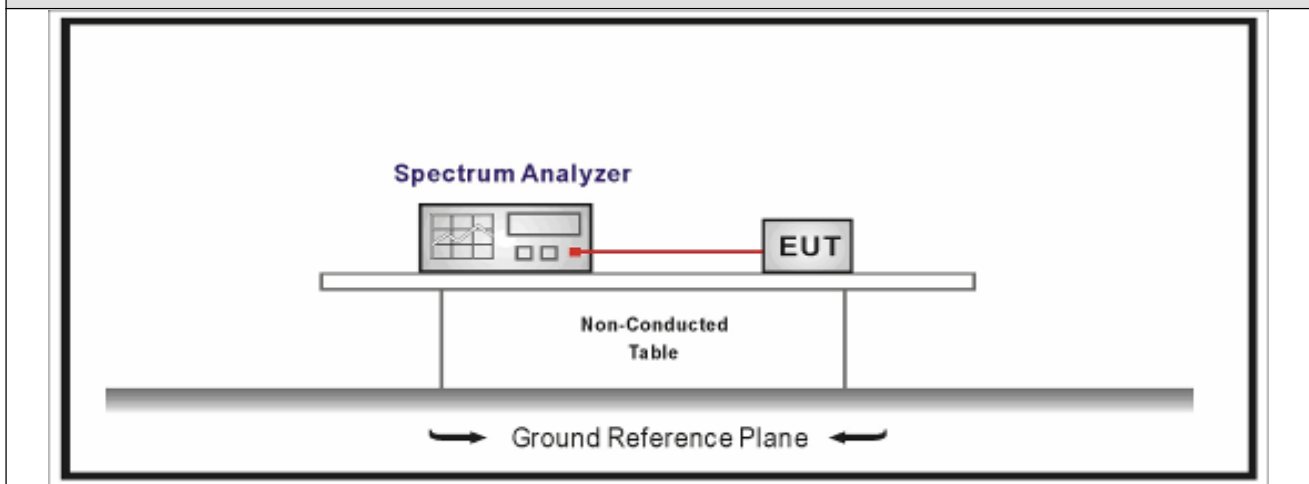 Spectrum Analyzer
EUT
Non-Conducted
Table
Ground Reference Plane